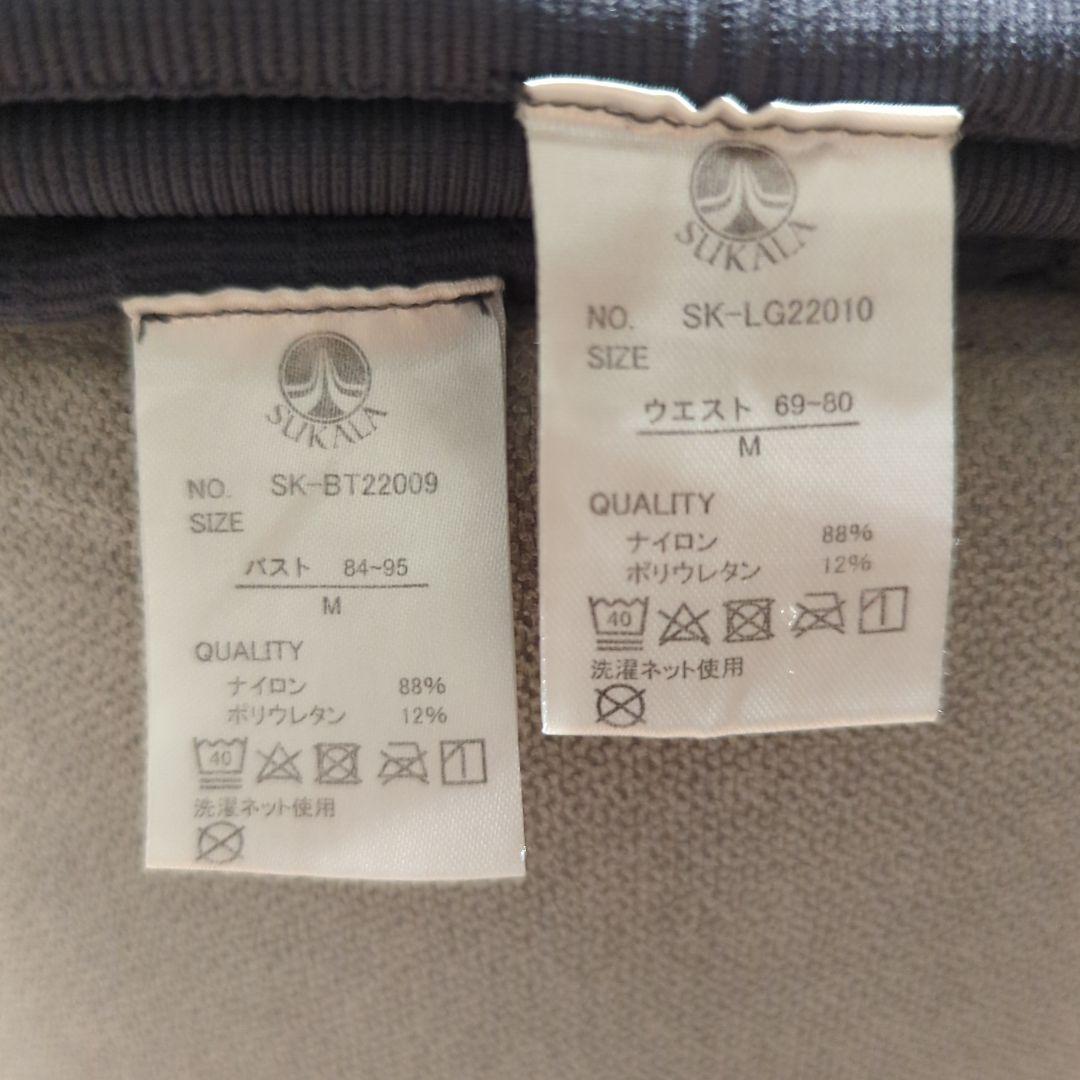 SUKALA
NO. SK-BT22009
SIZE
バスト 84~95
M
QUALITY
ナイロン 88%
ポリウレタン 12%
40
洗濯ネット使用
SUKALA
NO. SK-LG22010
SIZE
ウエスト 69~80
M
QUALITY
ナイロン 88%
ポリウレタン 12%
40
洗濯ネット使用